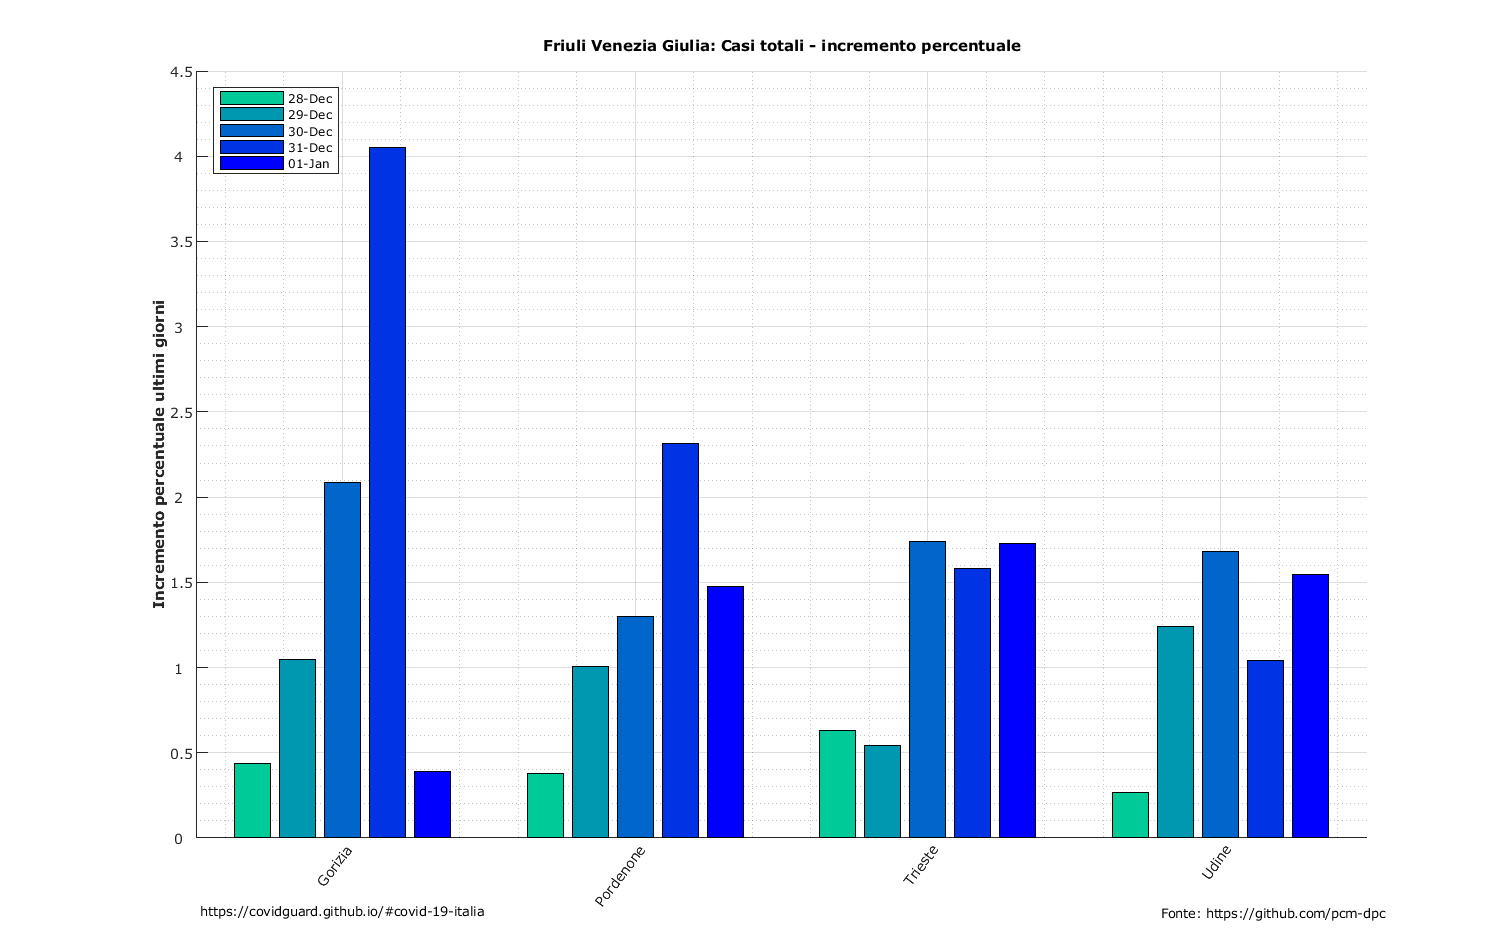 Friuli Venezia Giulia: Casi totali - incremento percentuale
4.5
4
3.5
3
2.5
2
1.5
1
0.5
0
Incremento percentuale ultimi giorni
28-Dec
29-Dec
30-Dec
31-Dec
01-Jan
Gorizia
Pordenone
Trieste
Udine
https://covidguard.github.io/#covid-19-italia
Fonte: https://github.com/pcm-dpc